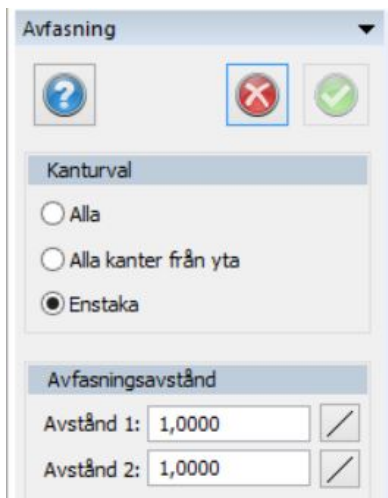 Avfasning
Kanturval
Alla
Alla kanter från yta
Enstaka
Avfasningsavstånd
Avstånd 1: 1,0000
Avstånd 2: 1,0000